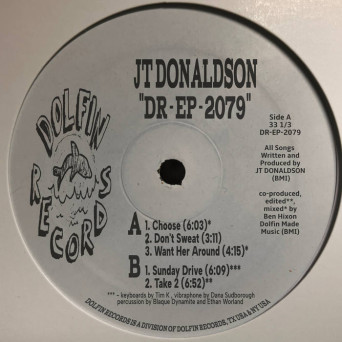 JT DONALDSON
"DR-EP-2079"
DOLFIN
RECORDS
Side A
33 1/3
DR-EP-2079
All Songs
Written and
Produced by
JT DONALDSON
(BMI)
co-produced,
edited**,
mixed* by
Ben Hixon
Dolfin Made
Music (BMI)
A
1. Choose (6:03)*
2. Don't Sweat (3:11)
3. Want Her Around (4:15)*
B
1. Sunday Drive (6:09)***
2. Take 2 (6:52)**
*** - keyboards by Tim K , vibraphone by Dana Sudborough
percussion by Blaque Dynamite and Ethan Worland
DOLFIN RECORDS IS A DIVISION OF DOLFIN RECORDS, TX USA & NY USA